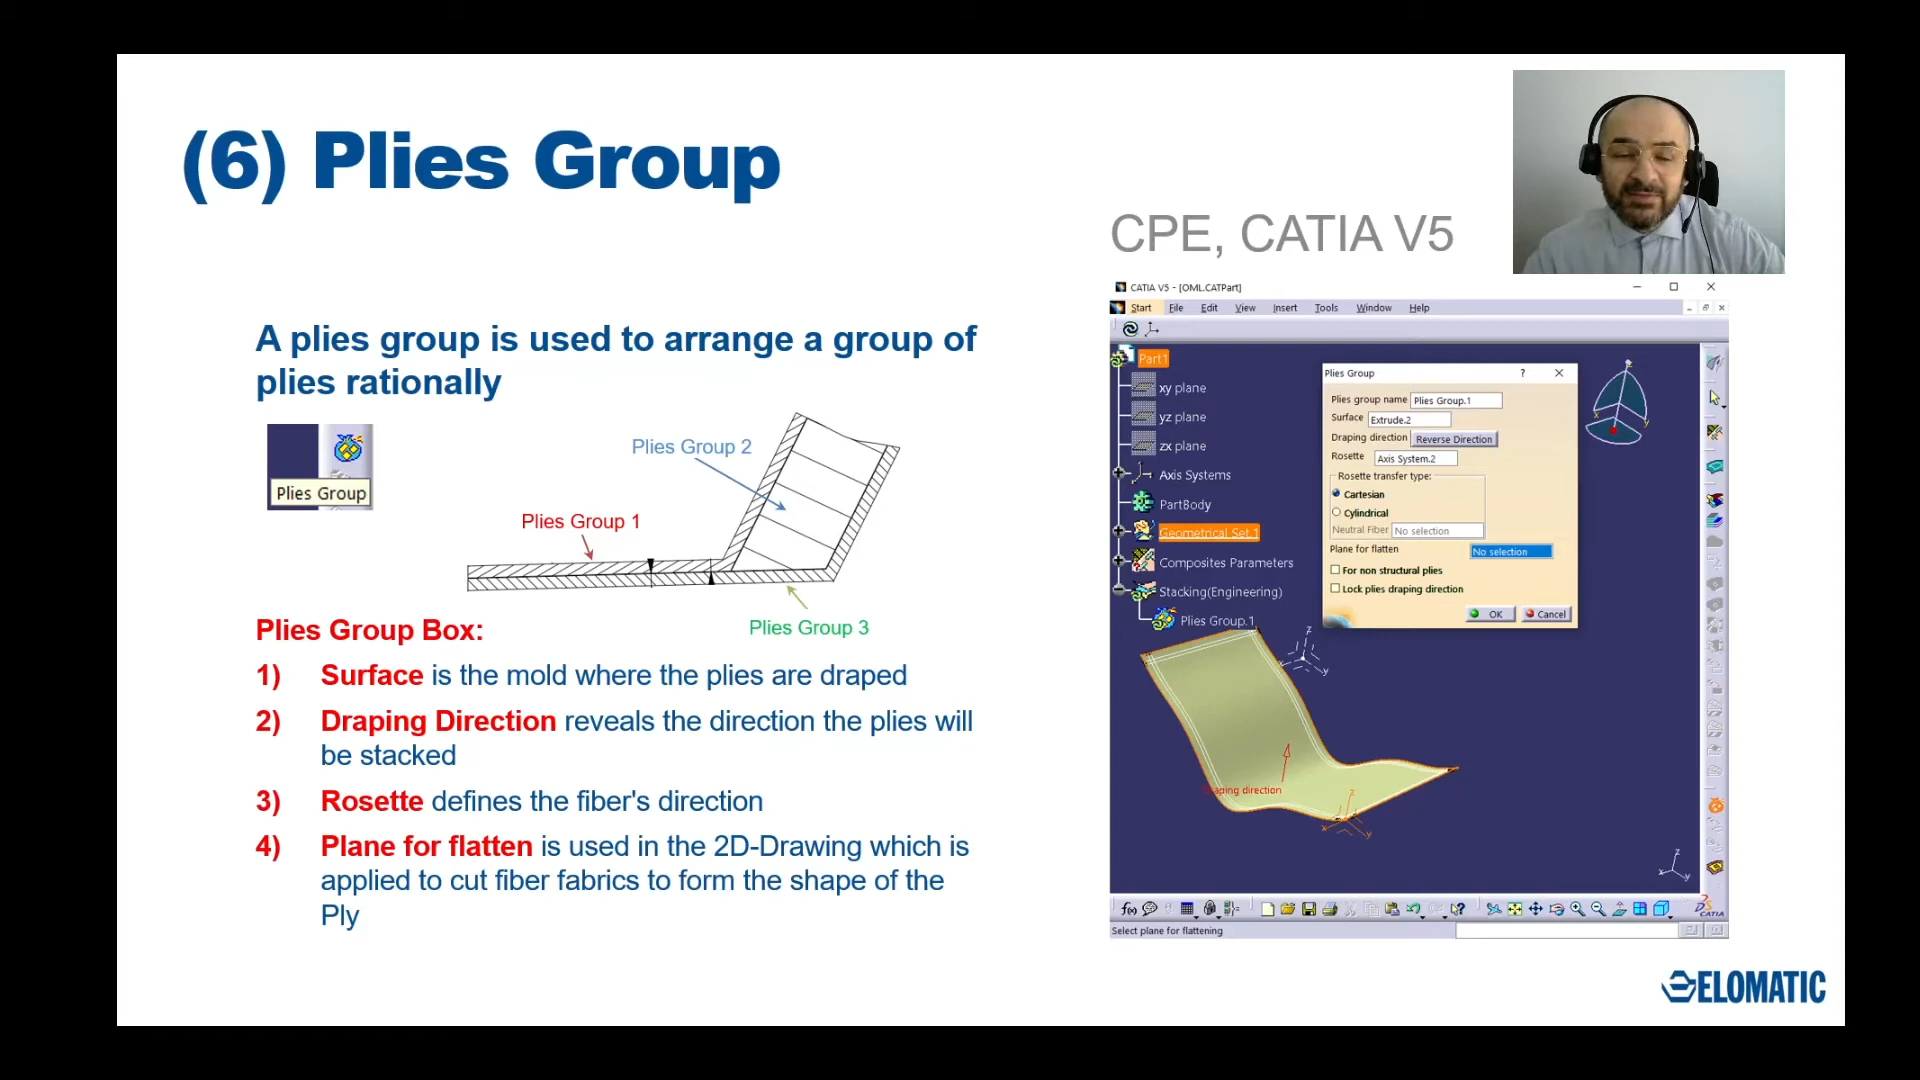 (6) Plies Group
CPE, CATIA V5
A plies group is used to arrange a group of
plies rationally
Plies Group
Plies Group 2
Plies Group 1
Plies Group 3
Plies Group Box:
1) Surface is the mold where the plies are draped
2) Draping Direction reveals the direction the plies will
be stacked
3) Rosette defines the fiber's direction
4) Plane for flatten is used in the 2D-Drawing which is
applied to cut fiber fabrics to form the shape of the
Ply
CATIA V5 - [OML.CATPart]
Start File Edit View Insert Tools Window Help
Part1
xy plane
yz plane
zx plane
Axis Systems
PartBody
Geometrical Set.1
Composites Parameters
Stacking(Engineering)
Plies Group.1
Plies Group ?
Plies group name Plies Group.1
Surface Extrude.2
Draping direction Reverse Direction
Rosette Axis System.2
Rosette transfer type:
Cartesian
Cylindrical
Neutral Fiber No selection
Plane for flatten No selection
For non structural plies
Lock plies draping direction
OK Cancel
z
y
direction
z
x y
z
x y
f(x)
CATIA
Select plane for flattening
ELOMATIC